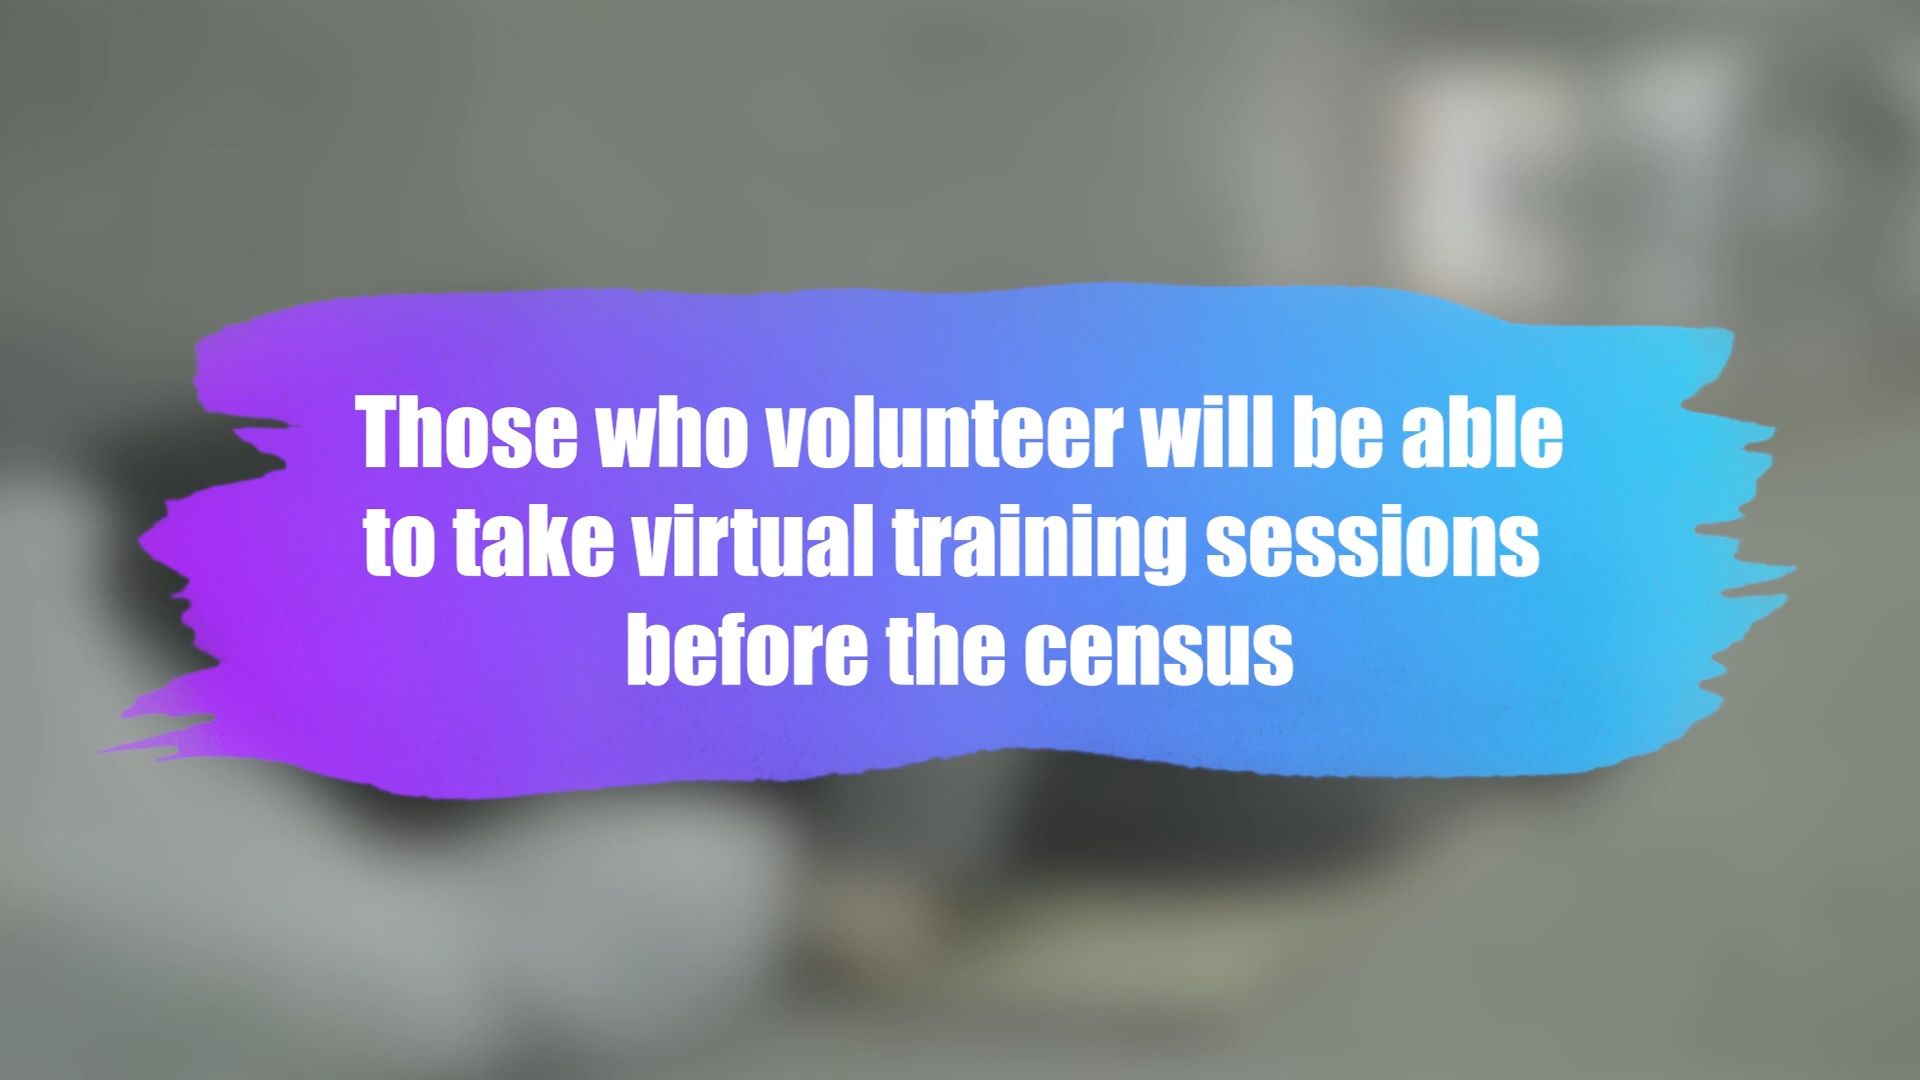 Those who volunteer will be able
to take virtual training sessions
before the census